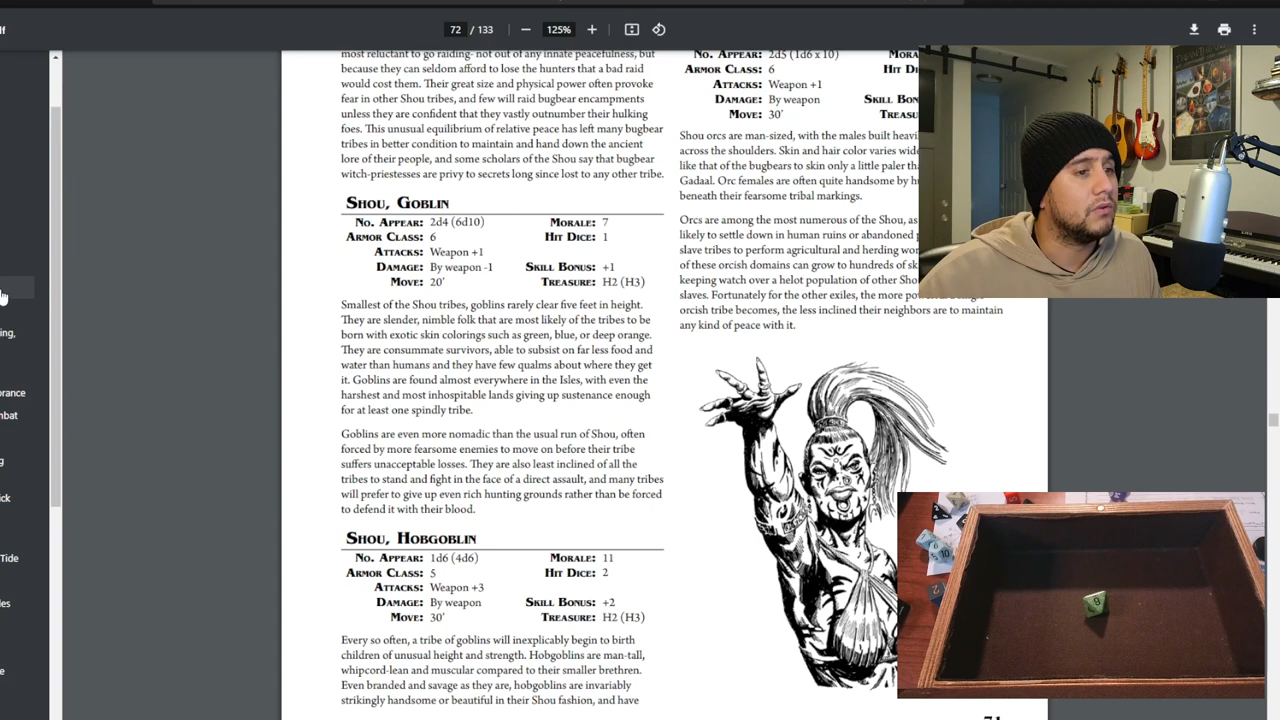 df
72 / 133
125%
most reluctant to go raiding- not out of any innate peacefulness, but
because they can seldom afford to lose the hunters that a bad raid
would cost them. Their great size and physical power often provoke
fear in other Shou tribes, and few will raid bugbear encampments
unless they are confident that they vastly outnumber their hulking
foes. This unusual equilibrium of relative peace has left many bugbear
tribes in better condition to maintain and hand down the ancient
lore of their people, and some scholars of the Shou say that bugbear
witch-priestesses are privy to secrets long since lost to any other tribe.
Shou, Goblin
No. Appear: 2d4 (6d10) Morale: 7
Armor Class: 6 Hit Dice: 1
Attacks: Weapon +1
Damage: By weapon -1 Skill Bonus: +1
Move: 20' Treasure: H2 (H3)
Smallest of the Shou tribes, goblins rarely clear five feet in height.
They are slender, nimble folk that are most likely of the tribes to be
born with exotic skin colorings such as green, blue, or deep orange.
They are consummate survivors, able to subsist on far less food and
water than humans and they have few qualms about where they get
it. Goblins are found almost everywhere in the Isles, with even the
harshest and most inhospitable lands giving up sustenance enough
for at least one spindly tribe.
Goblins are even more nomadic than the usual run of Shou, often
forced by more fearsome enemies to move on before their tribe
suffers unacceptable losses. They are also least inclined of all the
tribes to stand and fight in the face of a direct assault, and many tribes
will prefer to give up even rich hunting grounds rather than be forced
to defend it with their blood.
Shou, Hobgoblin
No. Appear: 1d6 (4d6) Morale: 11
Armor Class: 5 Hit Dice: 2
Attacks: Weapon +3
Damage: By weapon Skill Bonus: +2
Move: 30' Treasure: H2 (H3)
Every so often, a tribe of goblins will inexplicably begin to birth
children of unusual height and strength. Hobgoblins are man-tall,
whipcord-lean and muscular compared to their smaller brethren.
Even branded and savage as they are, hobgoblins are invariably
strikingly handsome or beautiful in their Shou fashion, and have
No. Appear: 2d5 (1d6 x 10) Morale:
Armor Class: 6 Hit Di
Attacks: Weapon +1
Damage: By weapon Skill Bon
Move: 30' Treasu
Shou orcs are man-sized, with the males built heavi
across the shoulders. Skin and hair color varies wide
like that of the bugbears to skin only a little paler tha
Gadaal. Orc females are often quite handsome by h
beneath their fearsome tribal markings.
Orcs are among the most numerous of the Shou, as
likely to settle down in human ruins or abandoned p
slave tribes to perform agricultural and herding wor
of these orcish domains can grow to hundreds of sk
keeping watch over a helot population of other Sho
slaves. Fortunately for the other exiles, the more pow
orcish tribe becomes, the less inclined their neighbors are to maintain
any kind of peace with it.
71
ing,
orance
mbat
g
ick
Tide
les
e
8
10
2